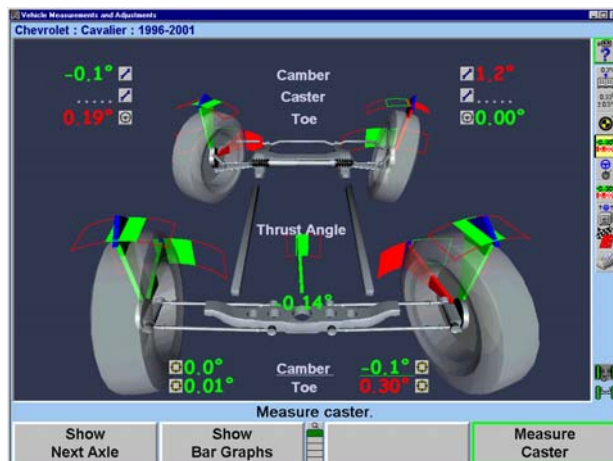 Vehicle Measurements and Adjustments
Chevrolet : Cavalier : 1996-2001
-0.1° Camber 1.2°
..... Caster .....
0.19° Toe 0.00°
Thrust Angle
-0.14°
0.0° Camber -0.1°
0.01° Toe 0.30°
Measure caster.
Show Next Axle
Show Bar Graphs
Measure Caster